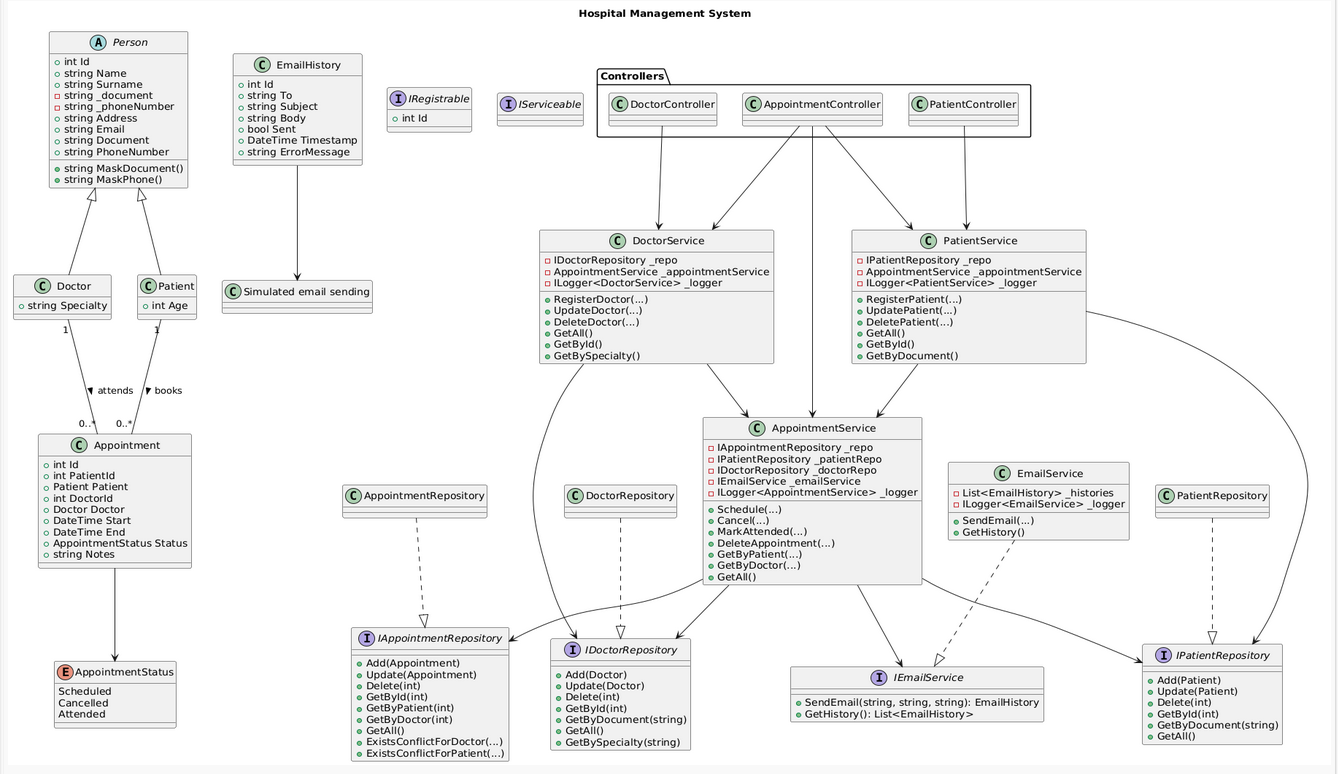 Hospital Management System
A Person
int Id
string Name
string Surname
string _document
string _phoneNumber
string Address
string Email
string Document
string PhoneNumber
string MaskDocument()
string MaskPhone()
C EmailHistory
int Id
string To
string Subject
string Body
bool Sent
DateTime Timestamp
string ErrorMessage
I IRegistrable
int Id
I IServiceable
Controllers
C DoctorController
C AppointmentController
C PatientController
C Doctor
string Specialty
C Patient
int Age
C Simulated email sending
C DoctorService
IDoctorRepository _repo
AppointmentService _appointmentService
ILogger<DoctorService> _logger
RegisterDoctor(...)
UpdateDoctor(...)
DeleteDoctor(...)
GetAll()
GetById()
GetBySpecialty()
C PatientService
IPatientRepository _repo
AppointmentService _appointmentService
ILogger<PatientService> _logger
RegisterPatient(...)
UpdatePatient(...)
DeletePatient(...)
GetAll()
GetById()
GetByDocument()
1
1
attends
books
0..*
0..*
C Appointment
int Id
int PatientId
Patient Patient
int DoctorId
Doctor Doctor
DateTime Start
DateTime End
AppointmentStatus Status
string Notes
C AppointmentService
IAppointmentRepository _repo
IPatientRepository _patientRepo
IDoctorRepository _doctorRepo
IEmailService _emailService
ILogger<AppointmentService> _logger
Schedule(...)
Cancel(...)
MarkAttended(...)
DeleteAppointment(...)
GetByPatient(...)
GetByDoctor(...)
GetAll()
C EmailService
List<EmailHistory> _histories
ILogger<EmailService> _logger
SendEmail(...)
GetHistory()
C AppointmentRepository
C DoctorRepository
C PatientRepository
E AppointmentStatus
Scheduled
Cancelled
Attended
I IAppointmentRepository
Add(Appointment)
Update(Appointment)
Delete(int)
GetById(int)
GetByPatient(int)
GetByDoctor(int)
GetAll()
ExistsConflictForDoctor(...)
ExistsConflictForPatient(...)
I IDoctorRepository
Add(Doctor)
Update(Doctor)
Delete(int)
GetById(int)
GetByDocument(string)
GetAll()
GetBySpecialty(string)
I IEmailService
SendEmail(string, string, string): EmailHistory
GetHistory(): List<EmailHistory>
I IPatientRepository
Add(Patient)
Update(Patient)
Delete(int)
GetById(int)
GetByDocument(string)
GetAll()